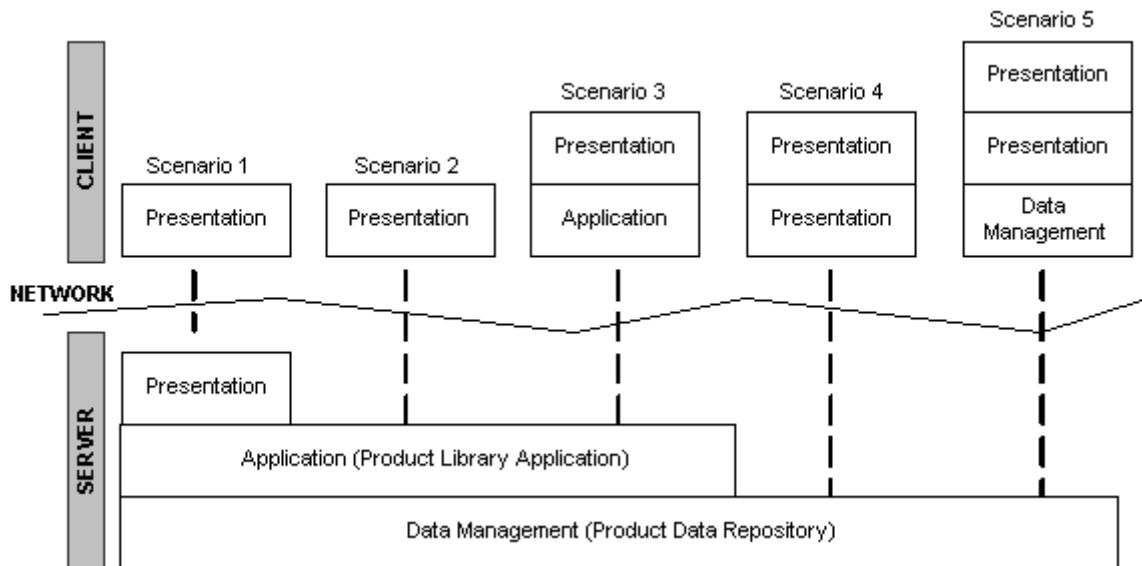 Scenario 5
Presentation
Scenario 3
Scenario 4
Presentation
Presentation
Presentation
Scenario 1
Scenario 2
Presentation
Presentation
Application
Presentation
Data
Management
CLIENT
NETWORK
Presentation
SERVER
Application (Product Library Application)
Data Management (Product Data Repository)